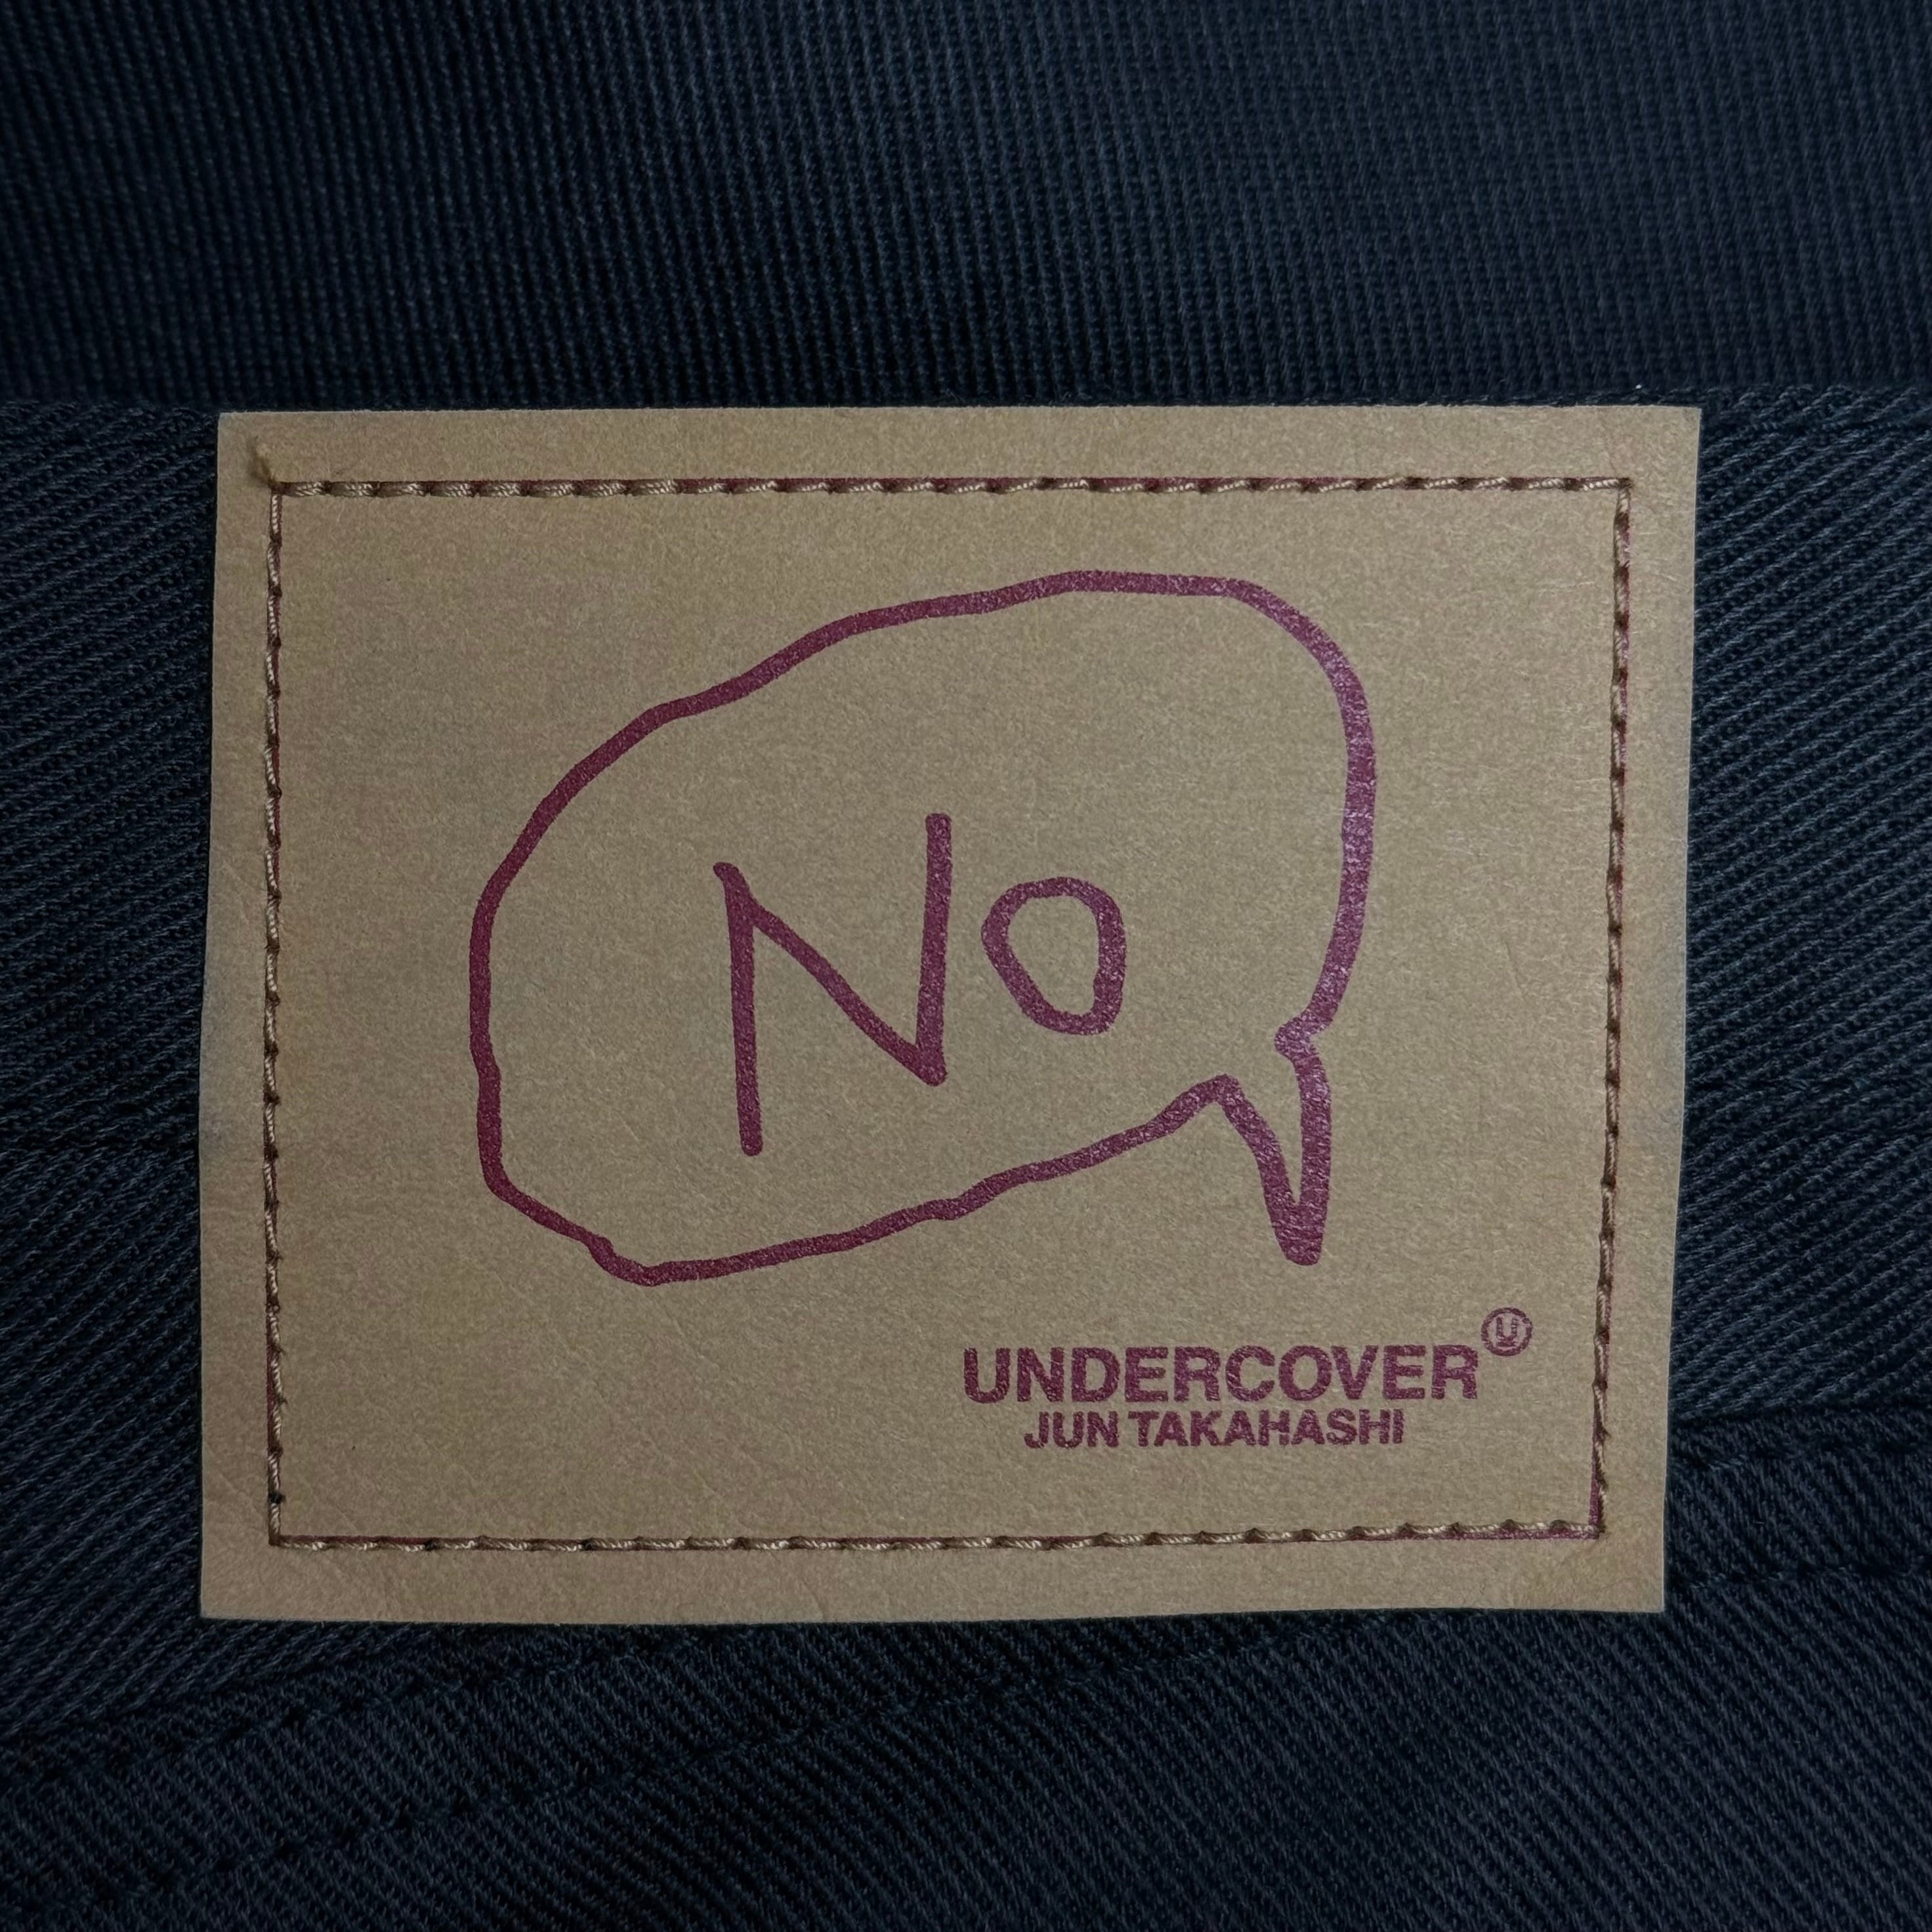 No
UNDERCOVER Ⓤ
JUN TAKAHASHI